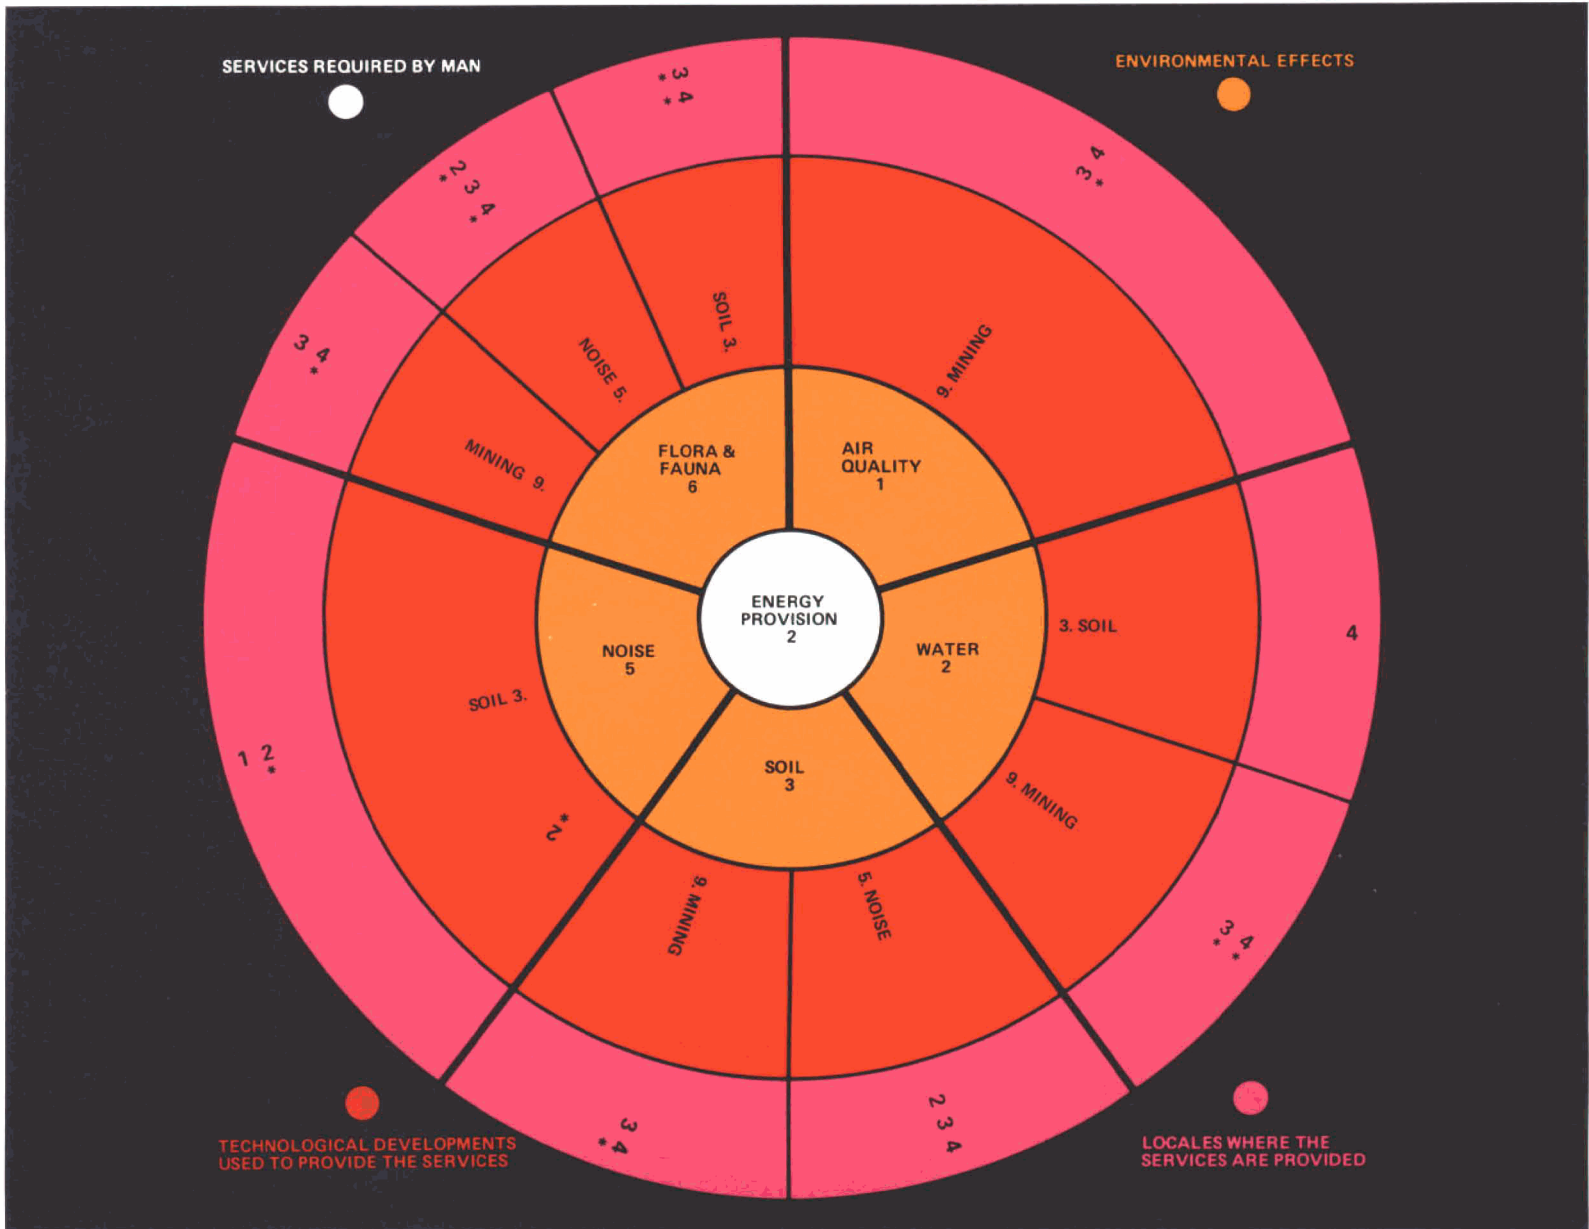 SERVICES REQUIRED BY MAN
ENVIRONMENTAL EFFECTS
* 3
* 4
3 4
*
* 2 3 4
*
3 4
*
SOIL 3.
9. MINING
NOISE 5.
MINING 9.
FLORA &
FAUNA
6
AIR
QUALITY
1
ENERGY
PROVISION
2
3. SOIL
4
NOISE
5
WATER
2
SOIL 3.
1 2
*
SOIL
3
9. MINING
*2
9. MINING
5. NOISE
3 4
* *
3
*4
2 3 4
TECHNOLOGICAL DEVELOPMENTS
USED TO PROVIDE THE SERVICES
LOCALES WHERE THE
SERVICES ARE PROVIDED